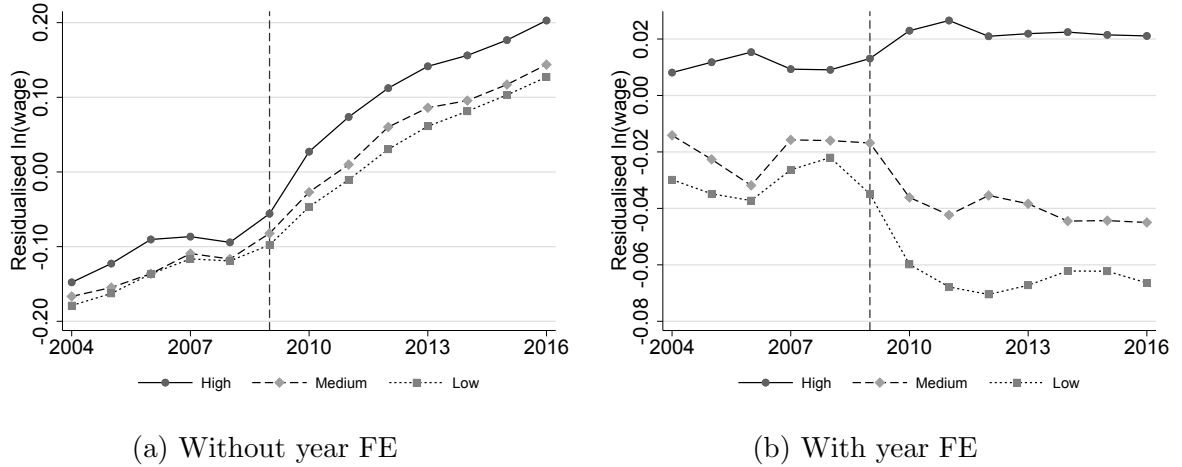 Residualised ln(wage)
0.20
0.10
0.00
-0.10
-0.20
2004 2007 2010 2013 2016
High Medium Low
(a) Without year FE
Residualised ln(wage)
0.02
0.00
-0.02
-0.04
-0.06
-0.08
2004 2007 2010 2013 2016
High Medium Low
(b) With year FE